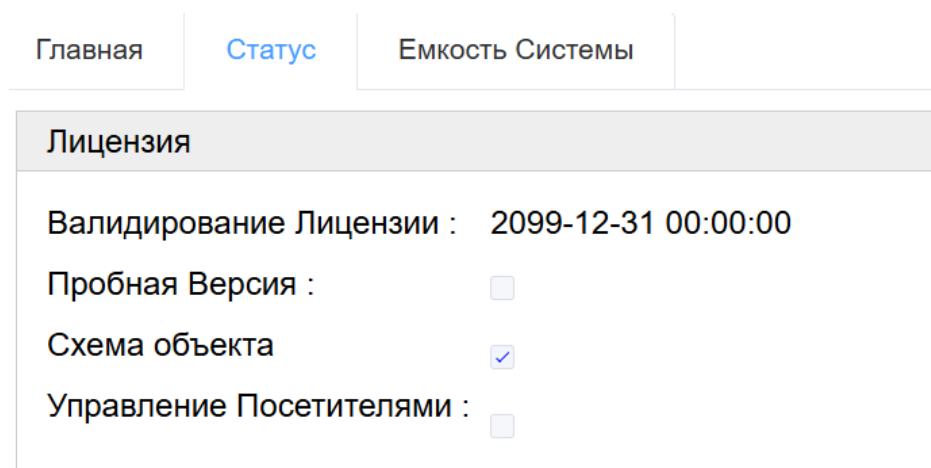 Главная Статус Емкость Системы
Лицензия
Валидирование Лицензии : 2099-12-31 00:00:00
Пробная Версия :
Схема объекта
Управление Посетителями :